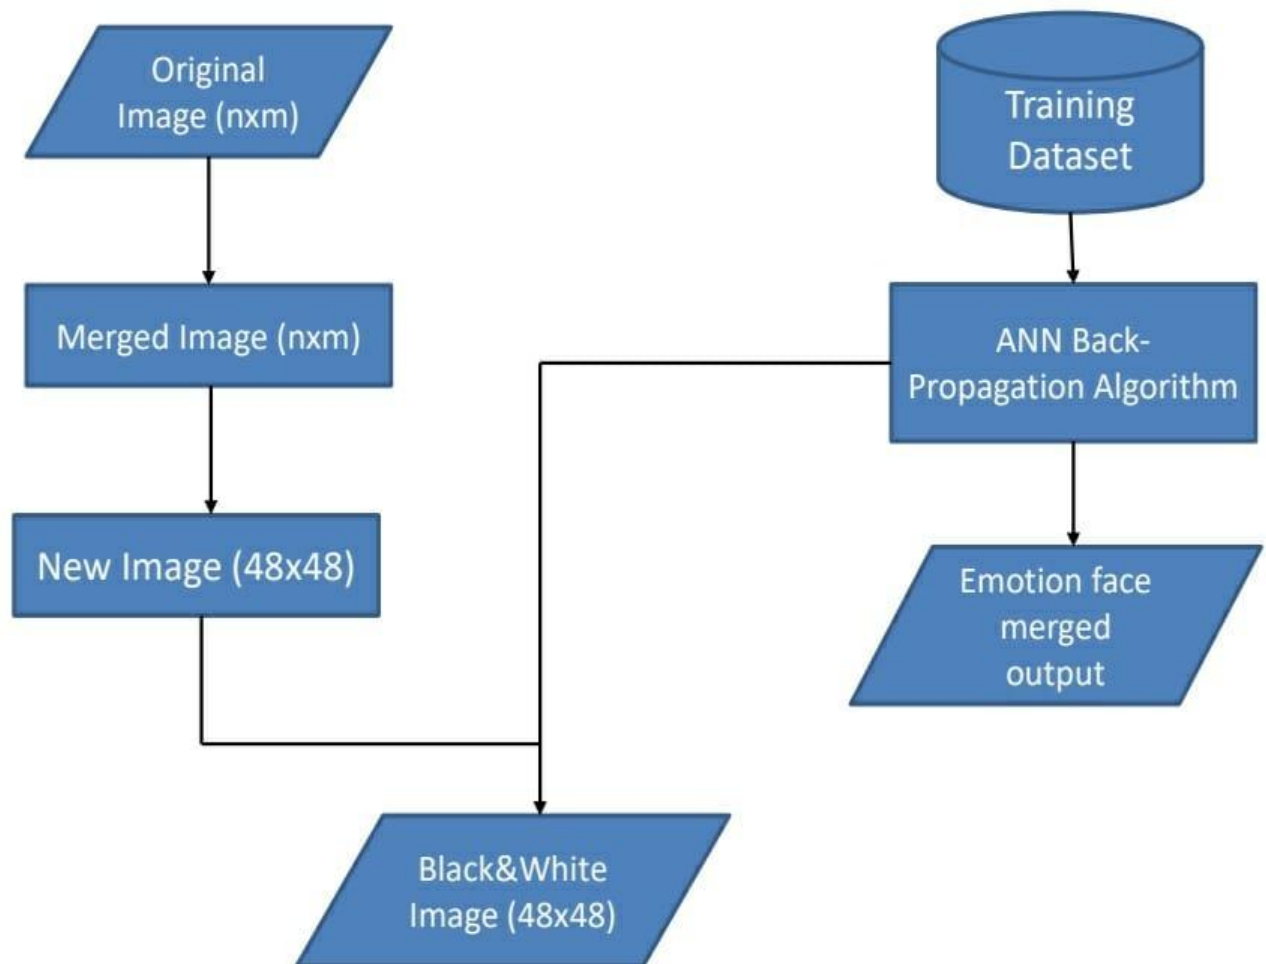 Original
Image (nxm)
Training
Dataset
Merged Image (nxm)
ANN Back-
Propagation Algorithm
New Image (48x48)
Emotion face
merged
output
Black&White
Image (48x48)